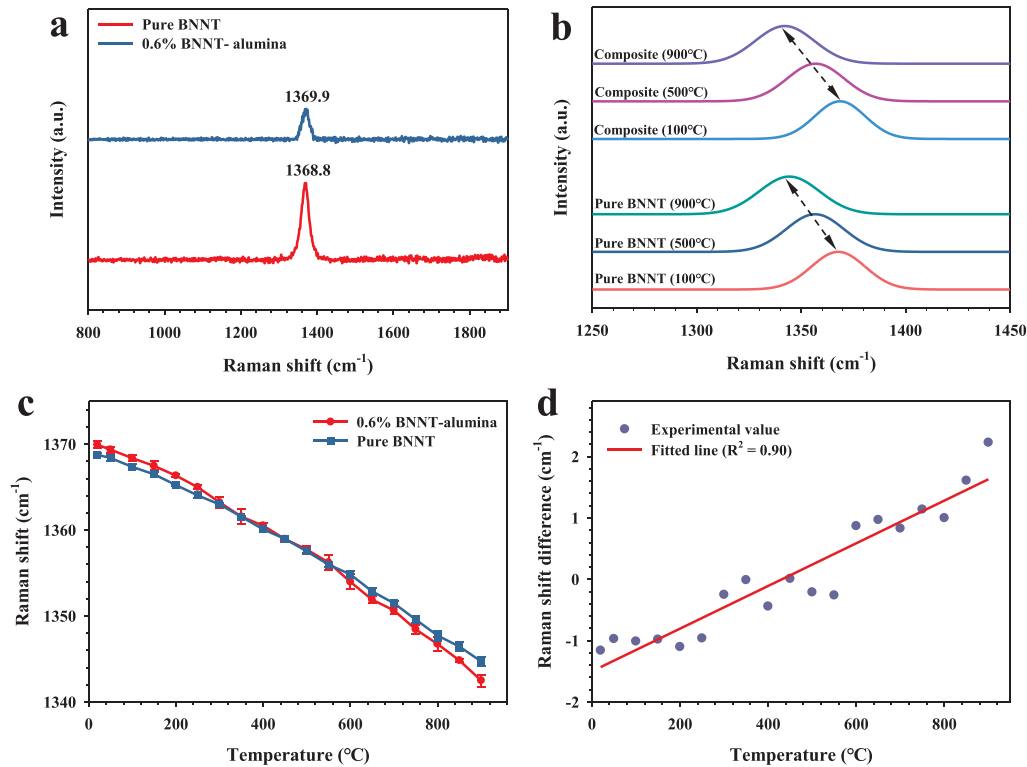 a
Pure BNNT
0.6% BNNT- alumina
1369.9
1368.8
Intensity (a.u.)
800 1000 1200 1400 1600 1800
Raman shift (cm⁻¹)
b
Composite (900°C)
Composite (500°C)
Composite (100°C)
Pure BNNT (900°C)
Pure BNNT (500°C)
Pure BNNT (100°C)
Intensity (a.u.)
1250 1300 1350 1400 1450
Raman shift (cm⁻¹)
c
0.6% BNNT-alumina
Pure BNNT
1370
1360
1350
1340
Raman shift (cm⁻¹)
0 200 400 600 800
Temperature (°C)
d
Experimental value
Fitted line (R² = 0.90)
2
1
0
-1
-2
Raman shift difference (cm⁻¹)
0 200 400 600 800
Temperature (°C)